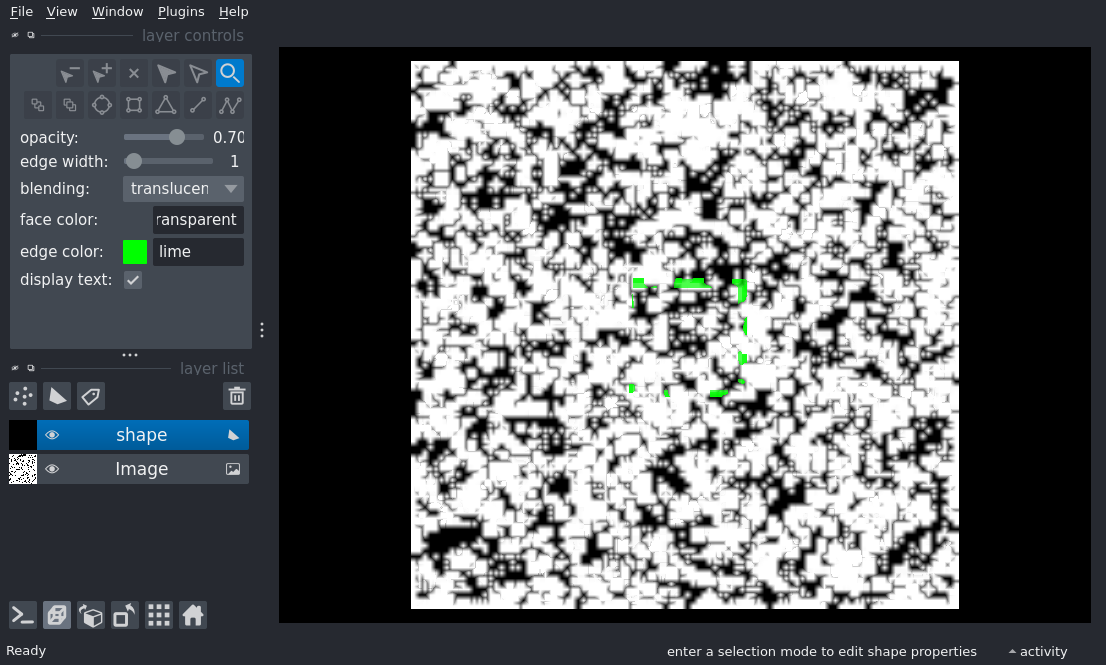 File View Window Plugins Help
layer controls
opacity: 0.70
edge width: 1
blending: translucen
face color: ransparent
edge color: lime
display text:
layer list
shape
Image
Ready
enter a selection mode to edit shape properties
activity